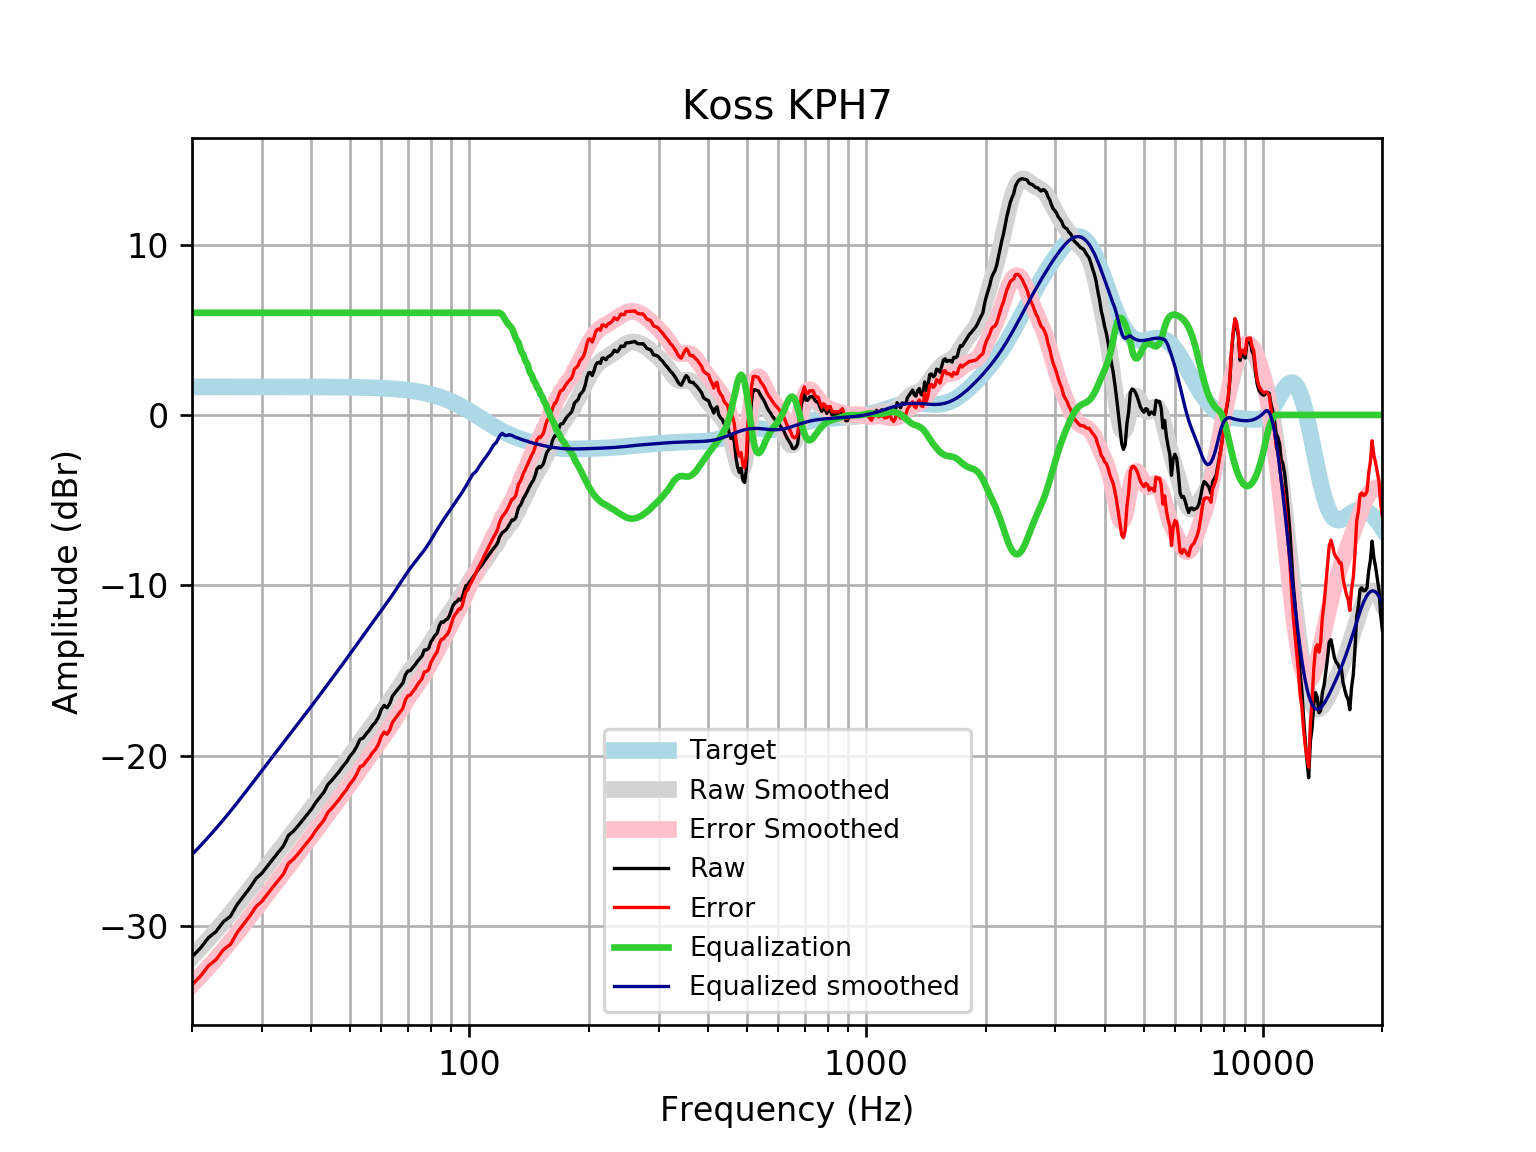 Koss KPH7
Amplitude (dBr)
10
0
−10
−20
−30
Target
Raw Smoothed
Error Smoothed
Raw
Error
Equalization
Equalized smoothed
100 1000 10000
Frequency (Hz)